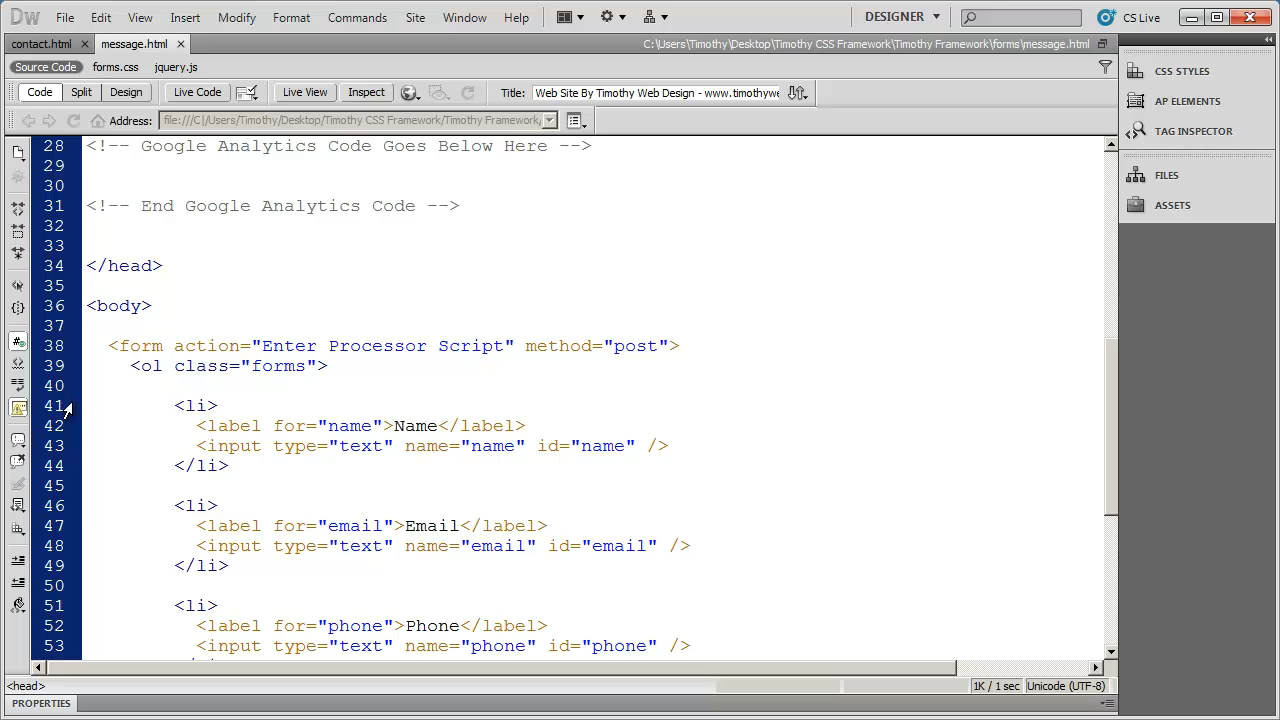 Dw File Edit View Insert Modify Format Commands Site Window Help DESIGNER CS Live
contact.html × message.html × C:\Users\Timothy\Desktop\Timothy CSS Framework\Timothy Framework\forms\message.html
Source Code forms.css jquery.js
Code Split Design Live Code Live View Inspect Title: Web Site By Timothy Web Design - www.timothywe
Address: file:///C|/Users/Timothy/Desktop/Timothy CSS Framework/Timothy Framework,
28 <!-- Google Analytics Code Goes Below Here -->
29
30
31 <!-- End Google Analytics Code -->
32
33
34 </head>
35
36 <body>
37
38 <form action="Enter Processor Script" method="post">
39 <ol class="forms">
40
41 <li>
42 <label for="name">Name</label>
43 <input type="text" name="name" id="name" />
44 </li>
45
46 <li>
47 <label for="email">Email</label>
48 <input type="text" name="email" id="email" />
49 </li>
50
51 <li>
52 <label for="phone">Phone</label>
53 <input type="text" name="phone" id="phone" />
<head> 1K / 1 sec Unicode (UTF-8)
PROPERTIES
CSS STYLES
AP ELEMENTS
TAG INSPECTOR
FILES
ASSETS